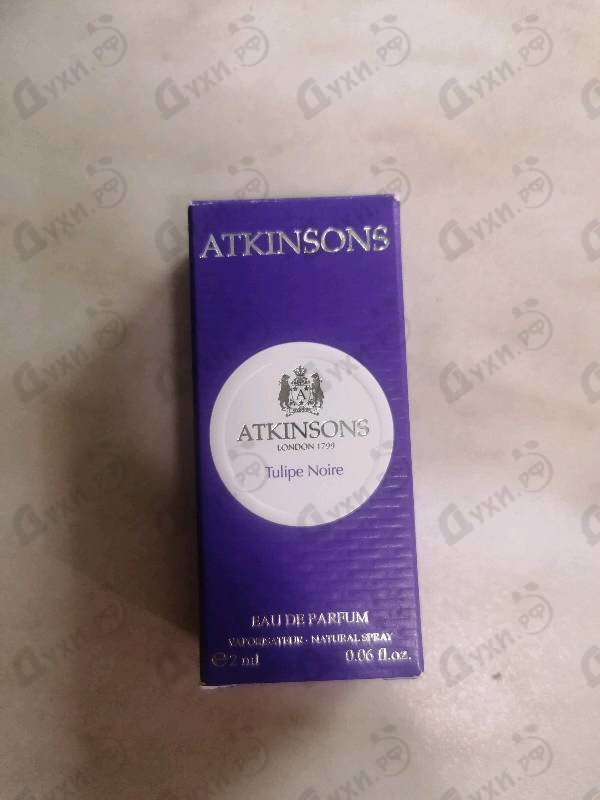 ATKINSONS
A
ATKINSONS
LONDON 1799
Tulipe Noire
EAU DE PARFUM
VAPORISATEUR · NATURAL SPRAY
℮ 2 ml 0.06 fl.oz.
Духи.рф